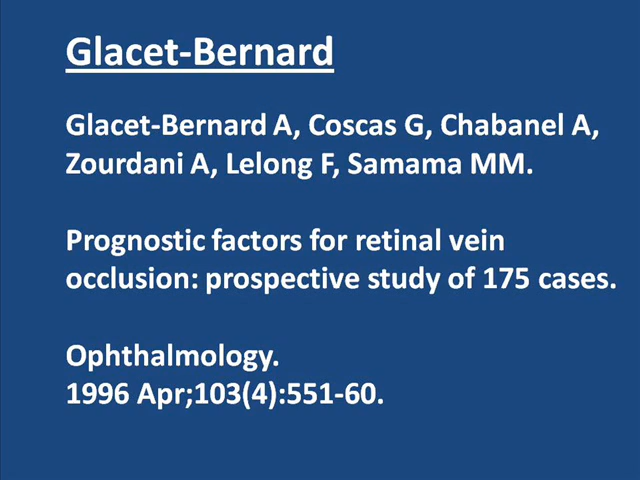 Glacet-Bernard
Glacet-Bernard A, Coscas G, Chabanel A,
Zourdani A, Lelong F, Samama MM.
Prognostic factors for retinal vein
occlusion: prospective study of 175 cases.
Ophthalmology.
1996 Apr;103(4):551-60.